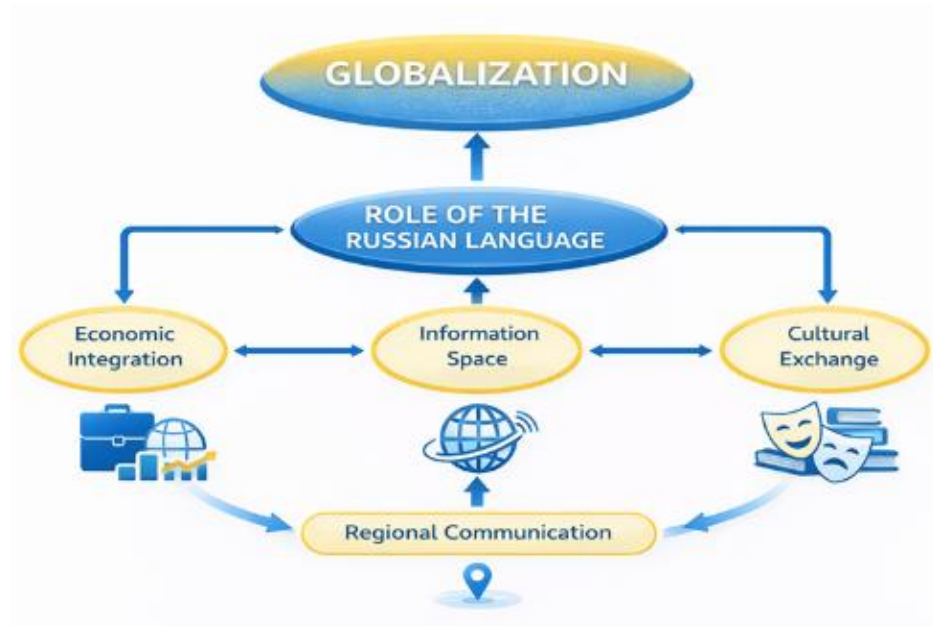 GLOBALIZATION
ROLE OF THE
RUSSIAN LANGUAGE
Economic
Integration
Information
Space
Cultural
Exchange
Regional Communication